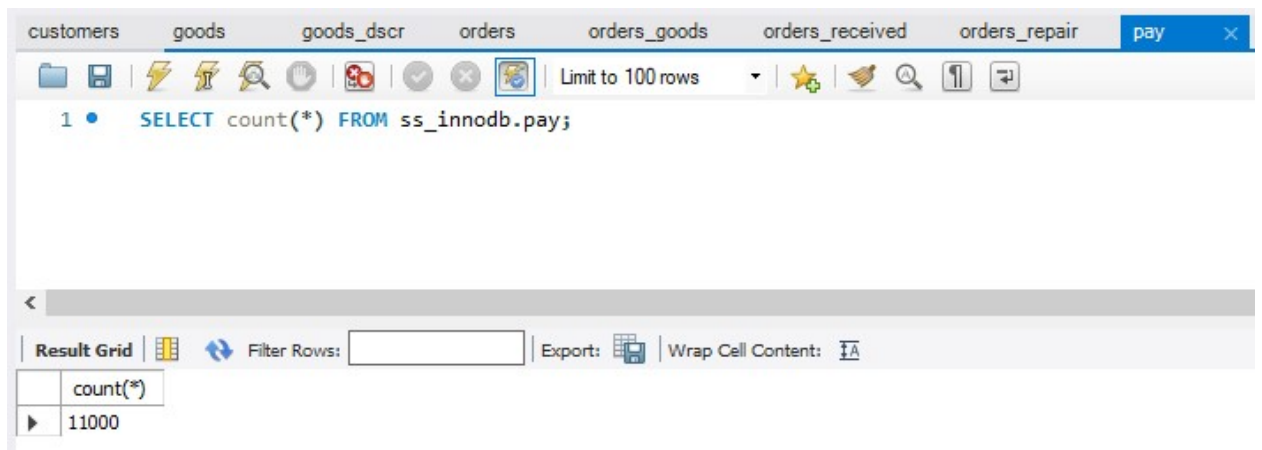 customers goods goods_dscr orders orders_goods orders_received orders_repair pay
Limit to 100 rows
1 SELECT count(*) FROM ss_innodb.pay;
Result Grid Filter Rows: Export: Wrap Cell Content: IA
count(*)
11000